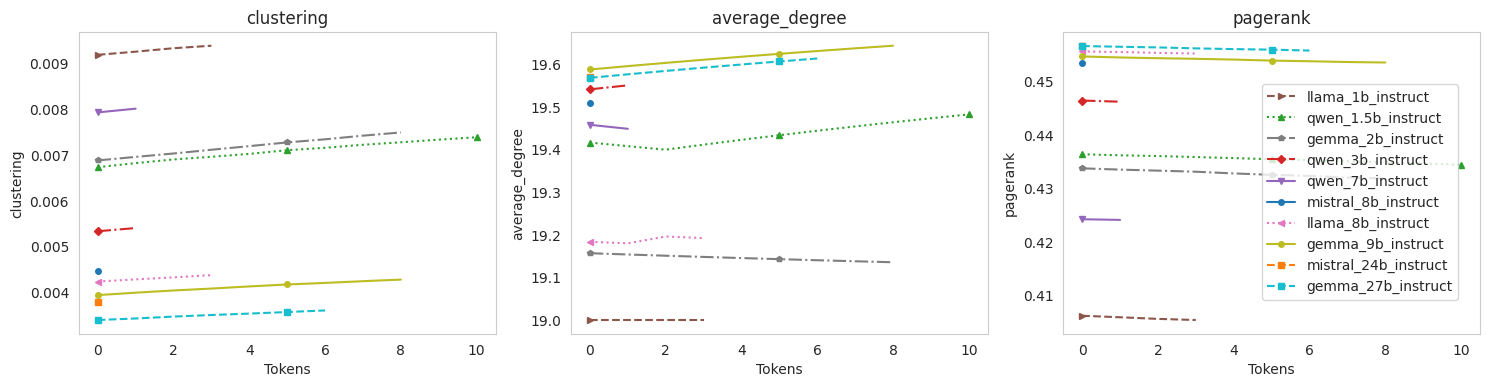 clustering
clustering
0.009
0.008
0.007
0.006
0.005
0.004
0
2
4
6
8
10
Tokens
average_degree
average_degree
19.6
19.5
19.4
19.3
19.2
19.1
19.0
0
2
4
6
8
10
Tokens
pagerank
pagerank
0.45
0.44
0.43
0.42
0.41
0
2
4
6
8
10
Tokens
llama_1b_instruct
qwen_1.5b_instruct
gemma_2b_instruct
qwen_3b_instruct
qwen_7b_instruct
mistral_8b_instruct
llama_8b_instruct
gemma_9b_instruct
mistral_24b_instruct
gemma_27b_instruct